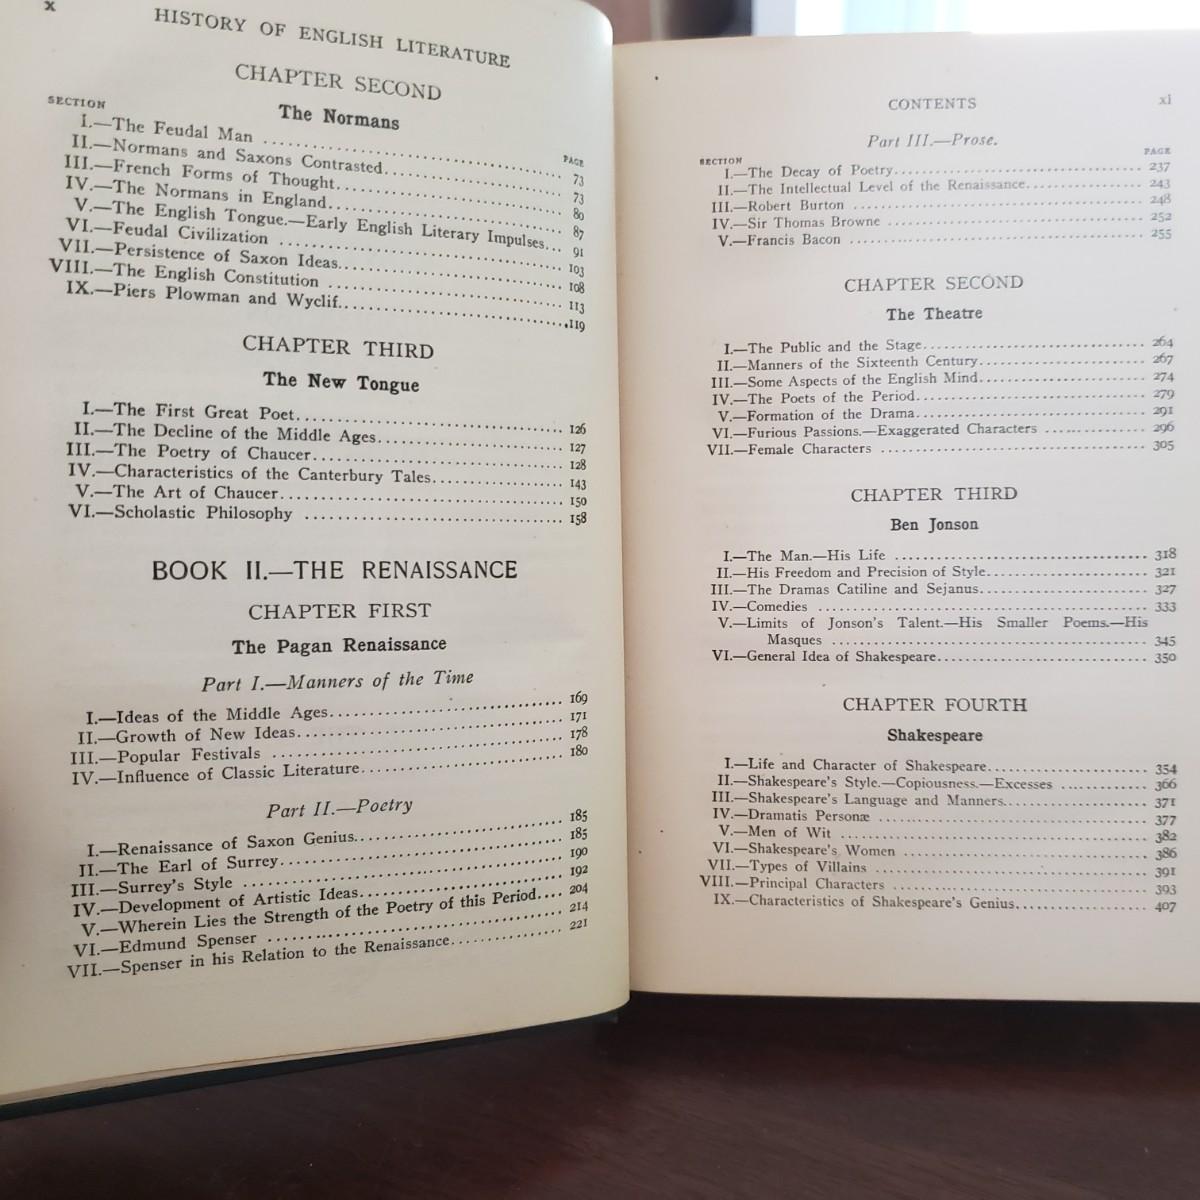 x
HISTORY OF ENGLISH LITERATURE
CHAPTER SECOND
The Normans
SECTION PAGE
I.—The Feudal Man ........ 73
II.—Normans and Saxons Contrasted........ 73
III.—French Forms of Thought........ 80
IV.—The Normans in England........ 87
V.—The English Tongue.—Early English Literary Impulses... 91
VI.—Feudal Civilization ........ 103
VII.—Persistence of Saxon Ideas........ 108
VIII.—The English Constitution ........ 113
IX.—Piers Plowman and Wyclif........ 119
CHAPTER THIRD
The New Tongue
I.—The First Great Poet........ 126
II.—The Decline of the Middle Ages........ 127
III.—The Poetry of Chaucer........ 128
IV.—Characteristics of the Canterbury Tales........ 143
V.—The Art of Chaucer........ 150
VI.—Scholastic Philosophy ........ 158
BOOK II.—THE RENAISSANCE
CHAPTER FIRST
The Pagan Renaissance
Part I.—Manners of the Time
I.—Ideas of the Middle Ages........ 169
II.—Growth of New Ideas........ 171
III.—Popular Festivals ........ 178
IV.—Influence of Classic Literature........ 180
Part II.—Poetry
I.—Renaissance of Saxon Genius........ 185
II.—The Earl of Surrey........ 185
III.—Surrey's Style ........ 190
IV.—Development of Artistic Ideas........ 192
V.—Wherein Lies the Strength of the Poetry of this Period.... 204
VI.—Edmund Spenser ........ 214
VII.—Spenser in his Relation to the Renaissance........ 221
CONTENTS xi
Part III.—Prose.
SECTION PAGE
I.—The Decay of Poetry........ 237
II.—The Intellectual Level of the Renaissance........ 243
III.—Robert Burton ........ 248
IV.—Sir Thomas Browne ........ 252
V.—Francis Bacon ........ 255
CHAPTER SECOND
The Theatre
I.—The Public and the Stage........ 264
II.—Manners of the Sixteenth Century........ 267
III.—Some Aspects of the English Mind........ 274
IV.—The Poets of the Period........ 279
V.—Formation of the Drama........ 291
VI.—Furious Passions.—Exaggerated Characters ........ 296
VII.—Female Characters ........ 305
CHAPTER THIRD
Ben Jonson
I.—The Man.—His Life ........ 318
II.—His Freedom and Precision of Style........ 321
III.—The Dramas Catiline and Sejanus........ 327
IV.—Comedies ........ 333
V.—Limits of Jonson's Talent.—His Smaller Poems.—His
Masques ........ 345
VI.—General Idea of Shakespeare........ 350
CHAPTER FOURTH
Shakespeare
I.—Life and Character of Shakespeare........ 354
II.—Shakespeare's Style.—Copiousness.—Excesses ........ 366
III.—Shakespeare's Language and Manners........ 371
IV.—Dramatis Personæ ........ 377
V.—Men of Wit ........ 382
VI.—Shakespeare's Women ........ 386
VII.—Types of Villains ........ 391
VIII.—Principal Characters ........ 393
IX.—Characteristics of Shakespeare's Genius........ 407